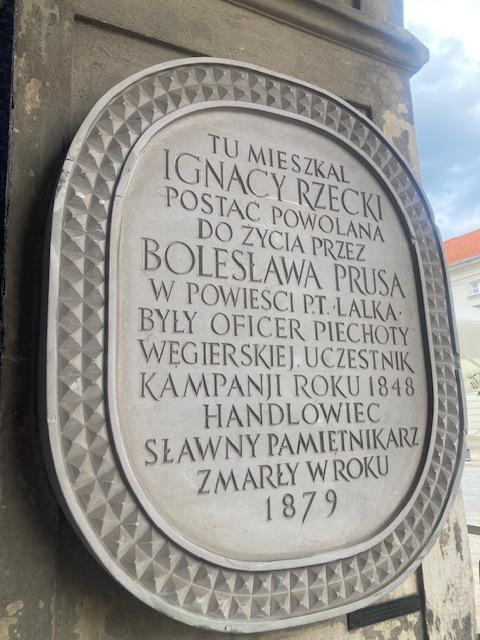 TU MIESZKAŁ
IGNACY RZECKI
POSTAĆ POWOŁANA
DO ŻYCIA PRZEZ
BOLESŁAWA PRUSA
W POWIEŚCI P.T. „LALKA”
BYŁY OFICER PIECHOTY
WĘGIERSKIEJ. UCZESTNIK
KAMPANJI ROKU 1848
HANDLOWIEC
SŁAWNY PAMIĘTNIKARZ
ZMARŁY W ROKU
1879